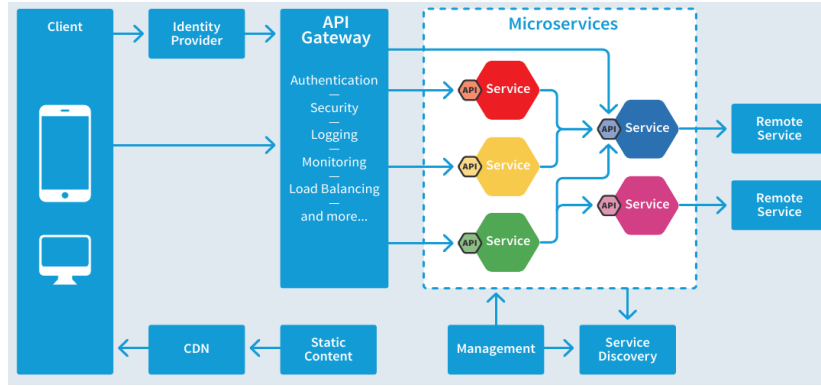 Client
Identity
Provider
API
Gateway
Authentication
Security
Logging
Monitoring
Load Balancing
and more...
Microservices
API
Service
API
Service
API
Service
API
Service
API
Service
Remote
Service
Remote
Service
CDN
Static
Content
Management
Service
Discovery